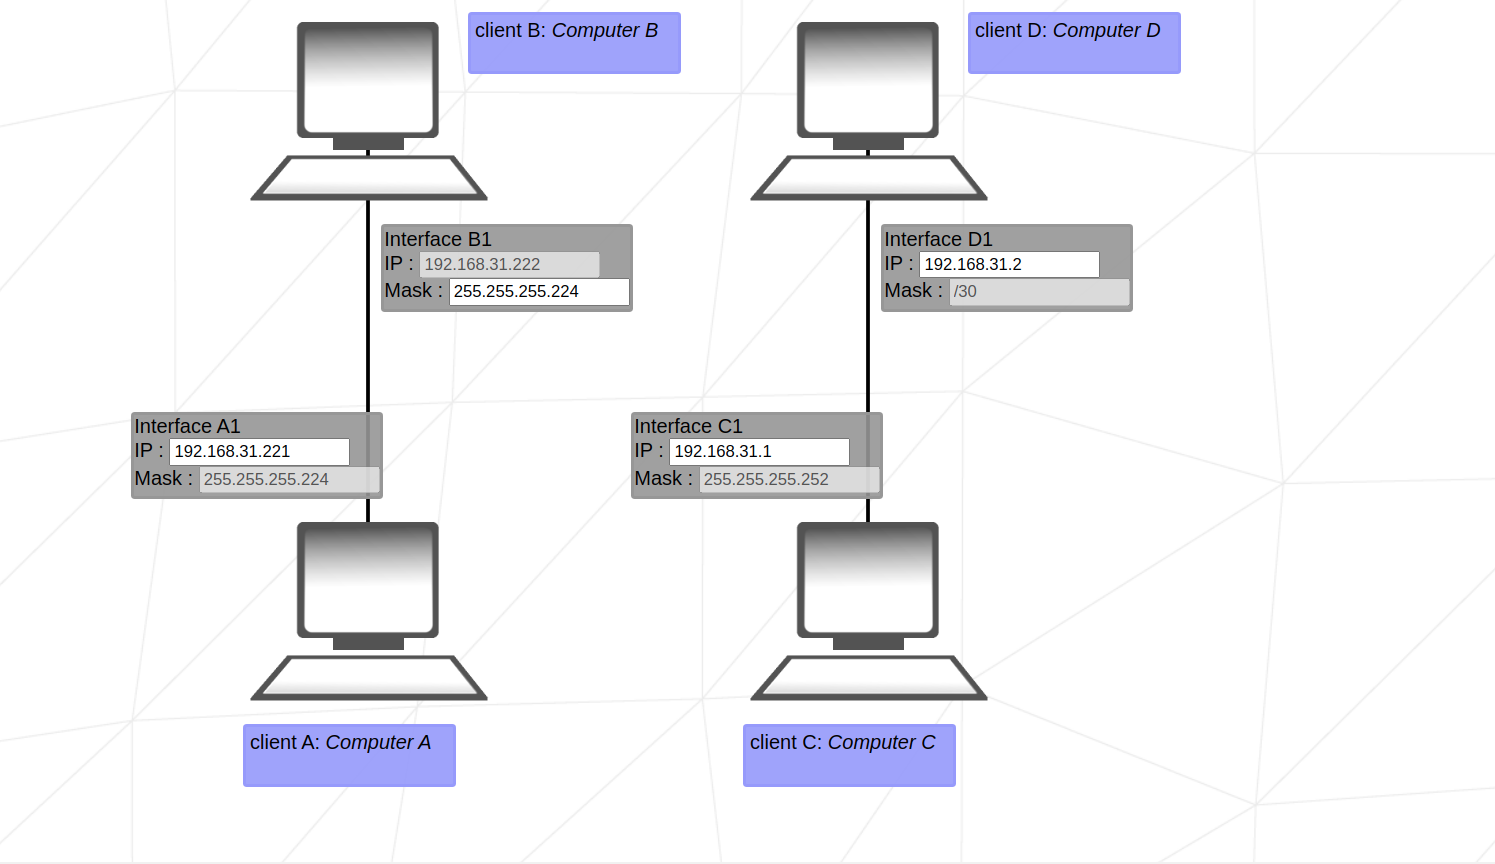 client B: Computer B
client D: Computer D
Interface B1
IP : 192.168.31.222
Mask : 255.255.255.224
Interface D1
IP : 192.168.31.2
Mask : /30
Interface A1
IP : 192.168.31.221
Mask : 255.255.255.224
Interface C1
IP : 192.168.31.1
Mask : 255.255.255.252
client A: Computer A
client C: Computer C